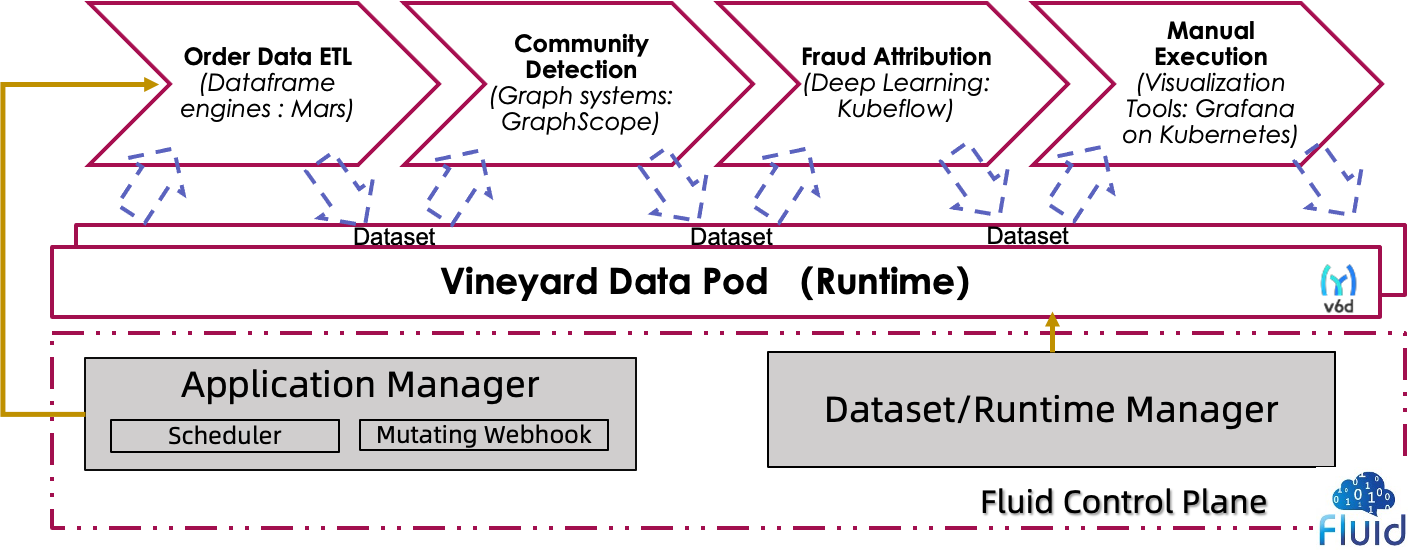 Order Data ETL
(Dataframe
engines : Mars)
Community
Detection
(Graph systems:
GraphScope)
Fraud Attribution
(Deep Learning:
Kubeflow)
Manual
Execution
(Visualization
Tools: Grafana
on Kubernetes)
Dataset
Dataset
Dataset
Vineyard Data Pod (Runtime)
v6d
Application Manager
Scheduler
Mutating Webhook
Dataset/Runtime Manager
Fluid Control Plane
Fluid